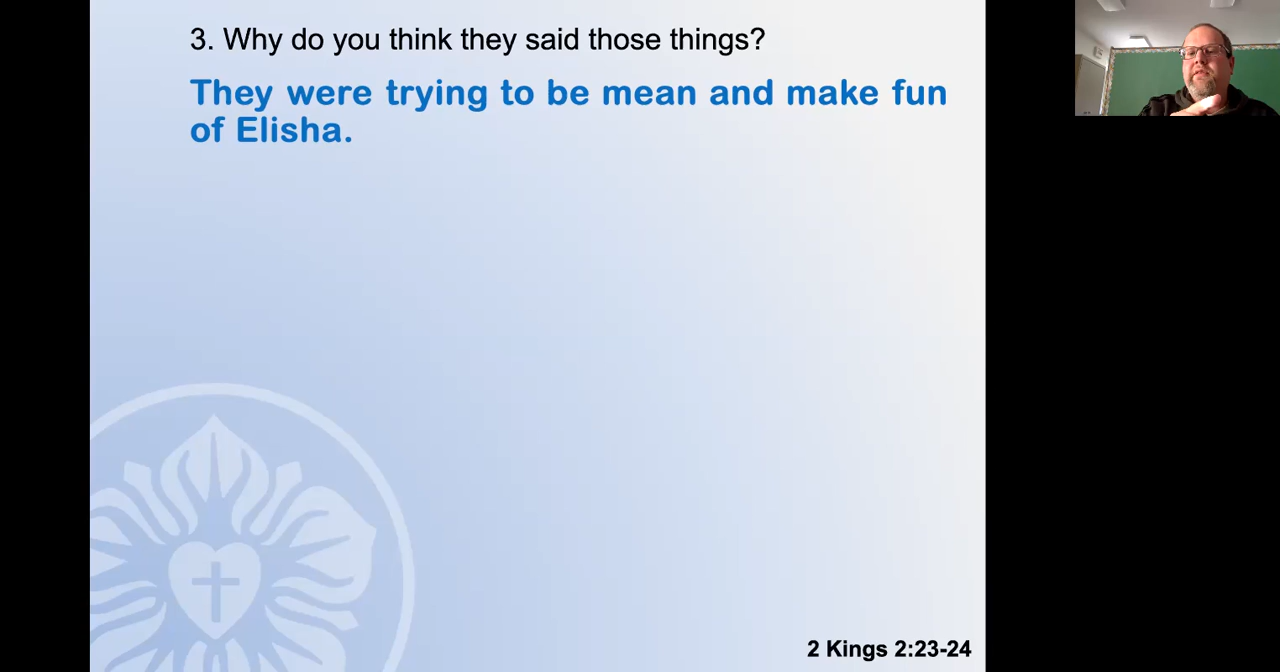 3. Why do you think they said those things?
They were trying to be mean and make fun
of Elisha.
2 Kings 2:23-24